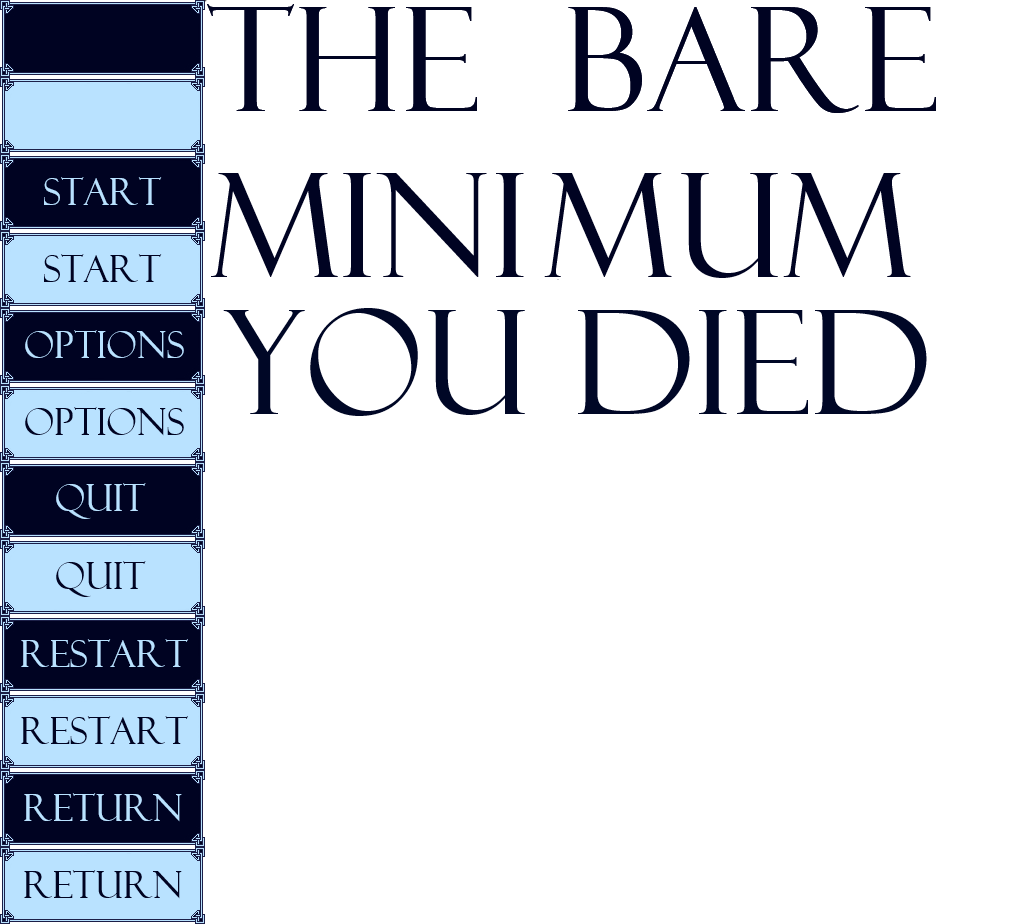 THE BARE
MINIMUM
YOU DIED
START
START
OPTIONS
OPTIONS
QUIT
QUIT
RESTART
RESTART
RETURN
RETURN